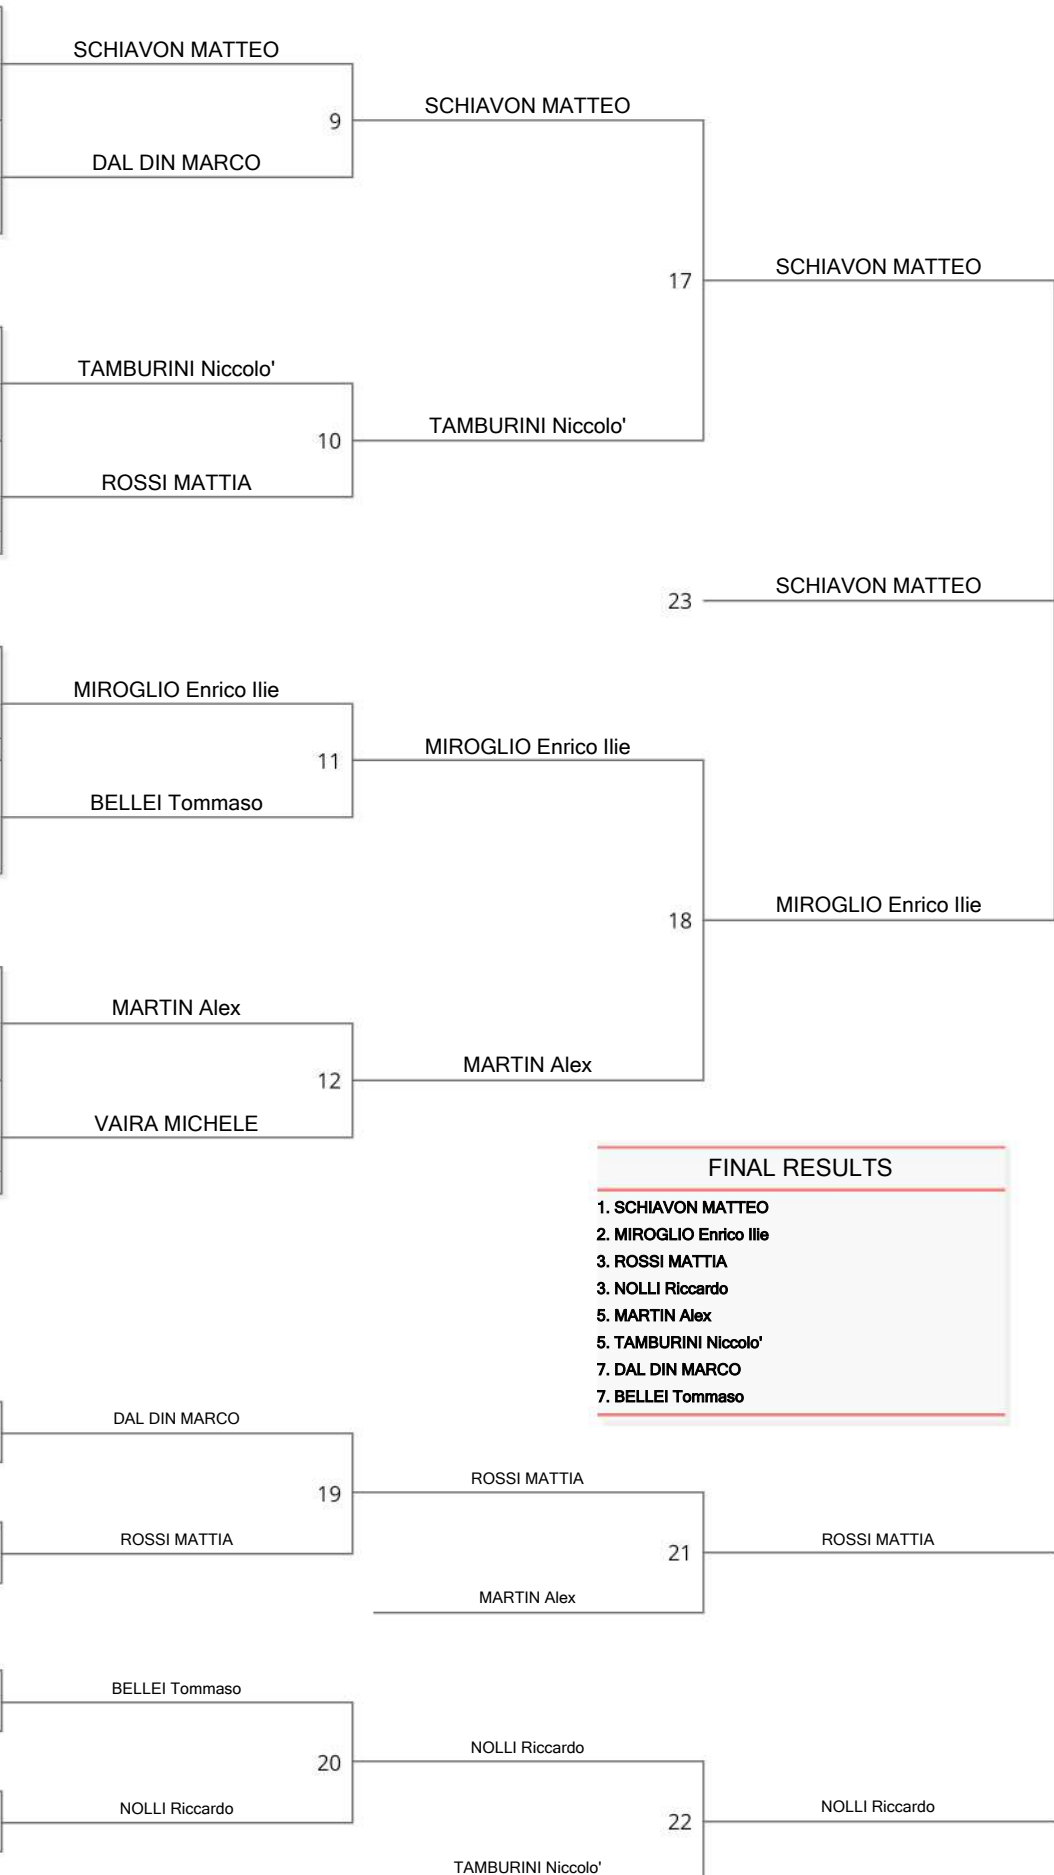 SCHIAVON MATTEO
9
SCHIAVON MATTEO
DAL DIN MARCO
17
SCHIAVON MATTEO
TAMBURINI Niccolo'
10
TAMBURINI Niccolo'
ROSSI MATTIA
23
SCHIAVON MATTEO
MIROGLIO Enrico Ilie
11
MIROGLIO Enrico Ilie
BELLEI Tommaso
18
MIROGLIO Enrico Ilie
MARTIN Alex
12
MARTIN Alex
VAIRA MICHELE
FINAL RESULTS
1. SCHIAVON MATTEO
2. MIROGLIO Enrico Ilie
3. ROSSI MATTIA
3. NOLLI Riccardo
5. MARTIN Alex
5. TAMBURINI Niccolo'
7. DAL DIN MARCO
7. BELLEI Tommaso
DAL DIN MARCO
19
ROSSI MATTIA
ROSSI MATTIA
21
ROSSI MATTIA
MARTIN Alex
BELLEI Tommaso
20
NOLLI Riccardo
NOLLI Riccardo
22
NOLLI Riccardo
TAMBURINI Niccolo'